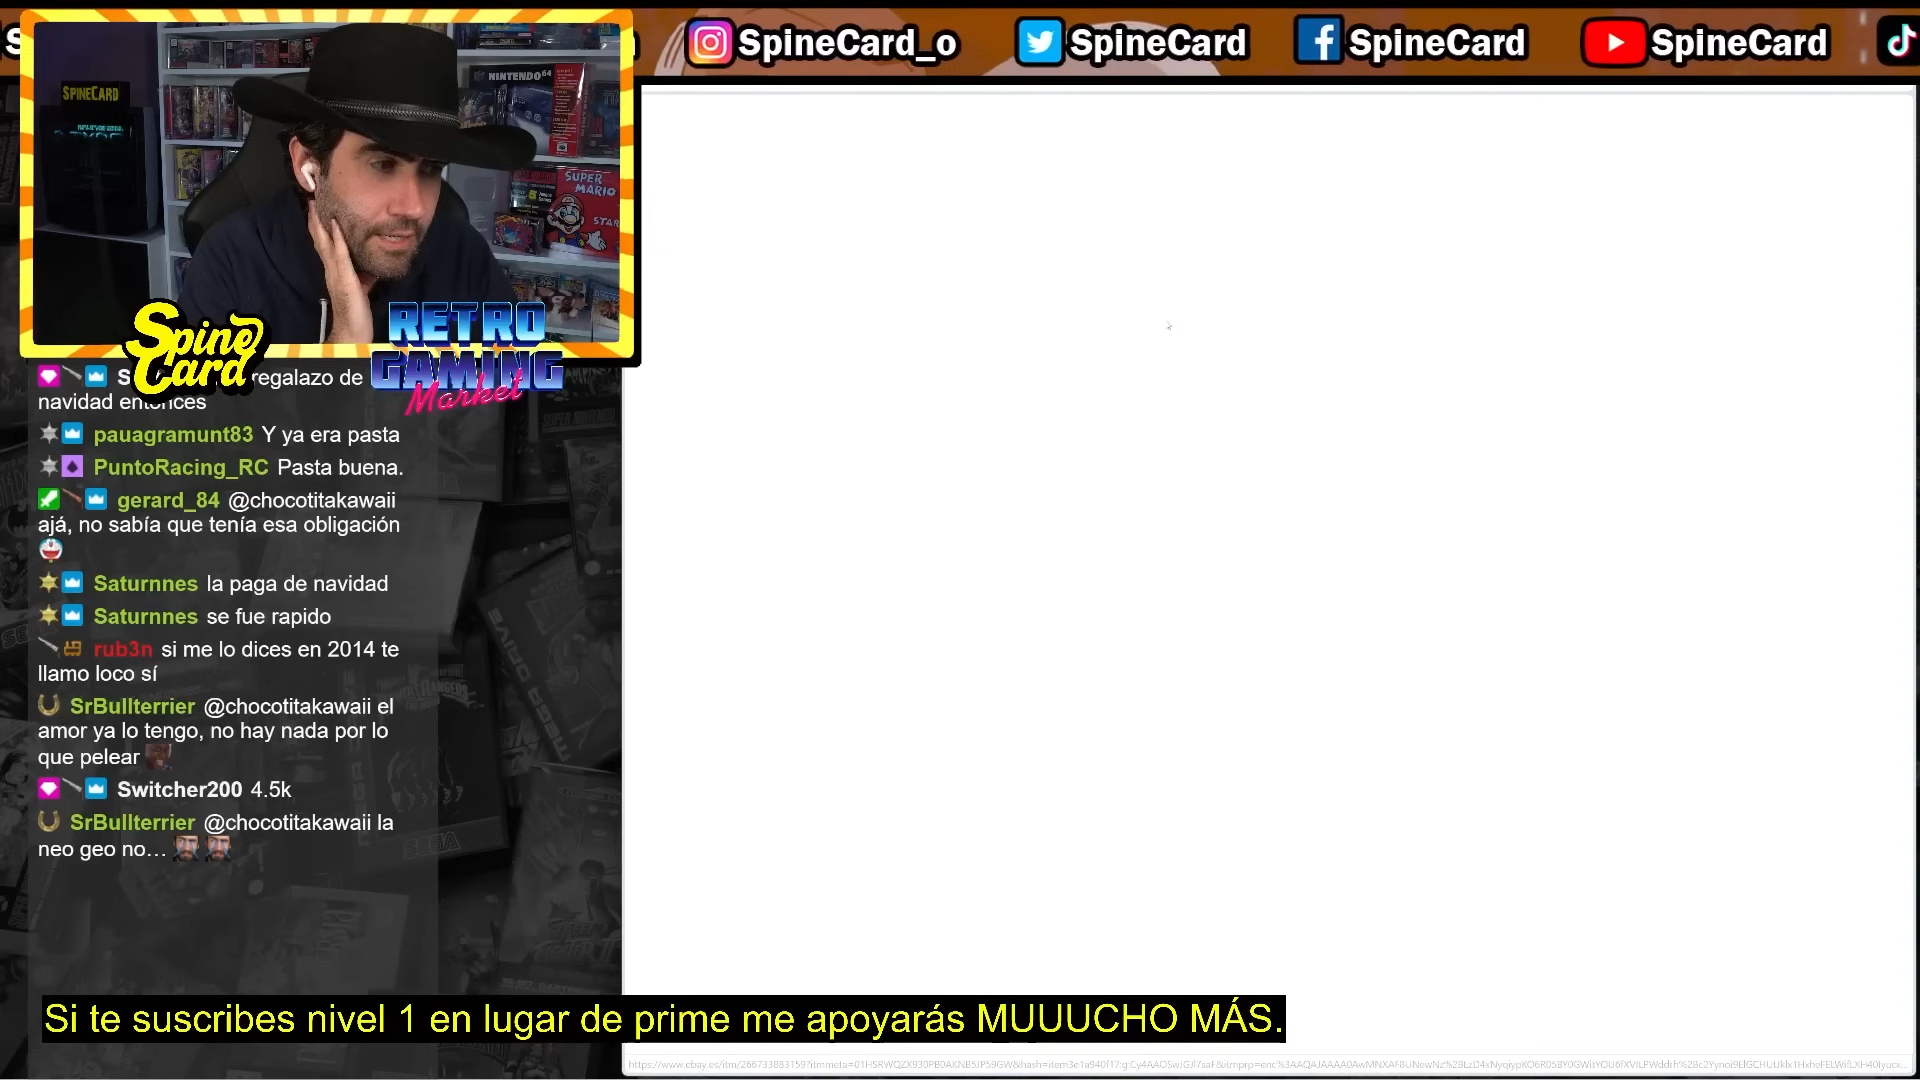 SpineCard_o
SpineCard
SpineCard
SpineCard
SPINECARD
NINTENDO 64
SUPER
MARIO
STAR
Spine
Card
RETRO
GAMING
Market
regalazo de
navidad entonces
pauagramunt83 Y ya era pasta
PuntoRacing_RC Pasta buena.
gerard_84 @chocotitakawaii
ajá, no sabía que tenía esa obligación
Saturnnes la paga de navidad
Saturnnes se fue rapido
rub3n si me lo dices en 2014 te
llamo loco sí
SrBullterrier @chocotitakawaii el
amor ya lo tengo, no hay nada por lo
que pelear
Switcher200 4.5k
SrBullterrier @chocotitakawaii la
neo geo no...
Si te suscribes nivel 1 en lugar de prime me apoyarás MUUUCHO MÁS.